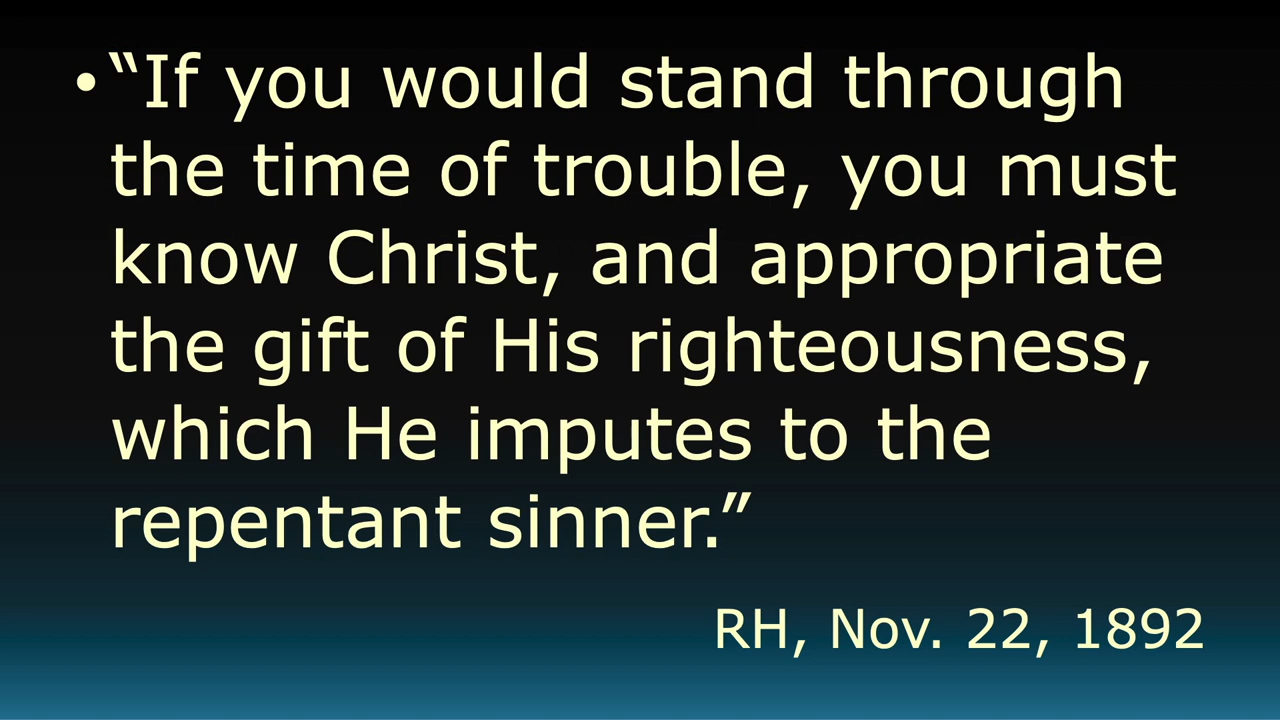 •“If you would stand through
the time of trouble, you must
know Christ, and appropriate
the gift of His righteousness,
which He imputes to the
repentant sinner.”
RH, Nov. 22, 1892